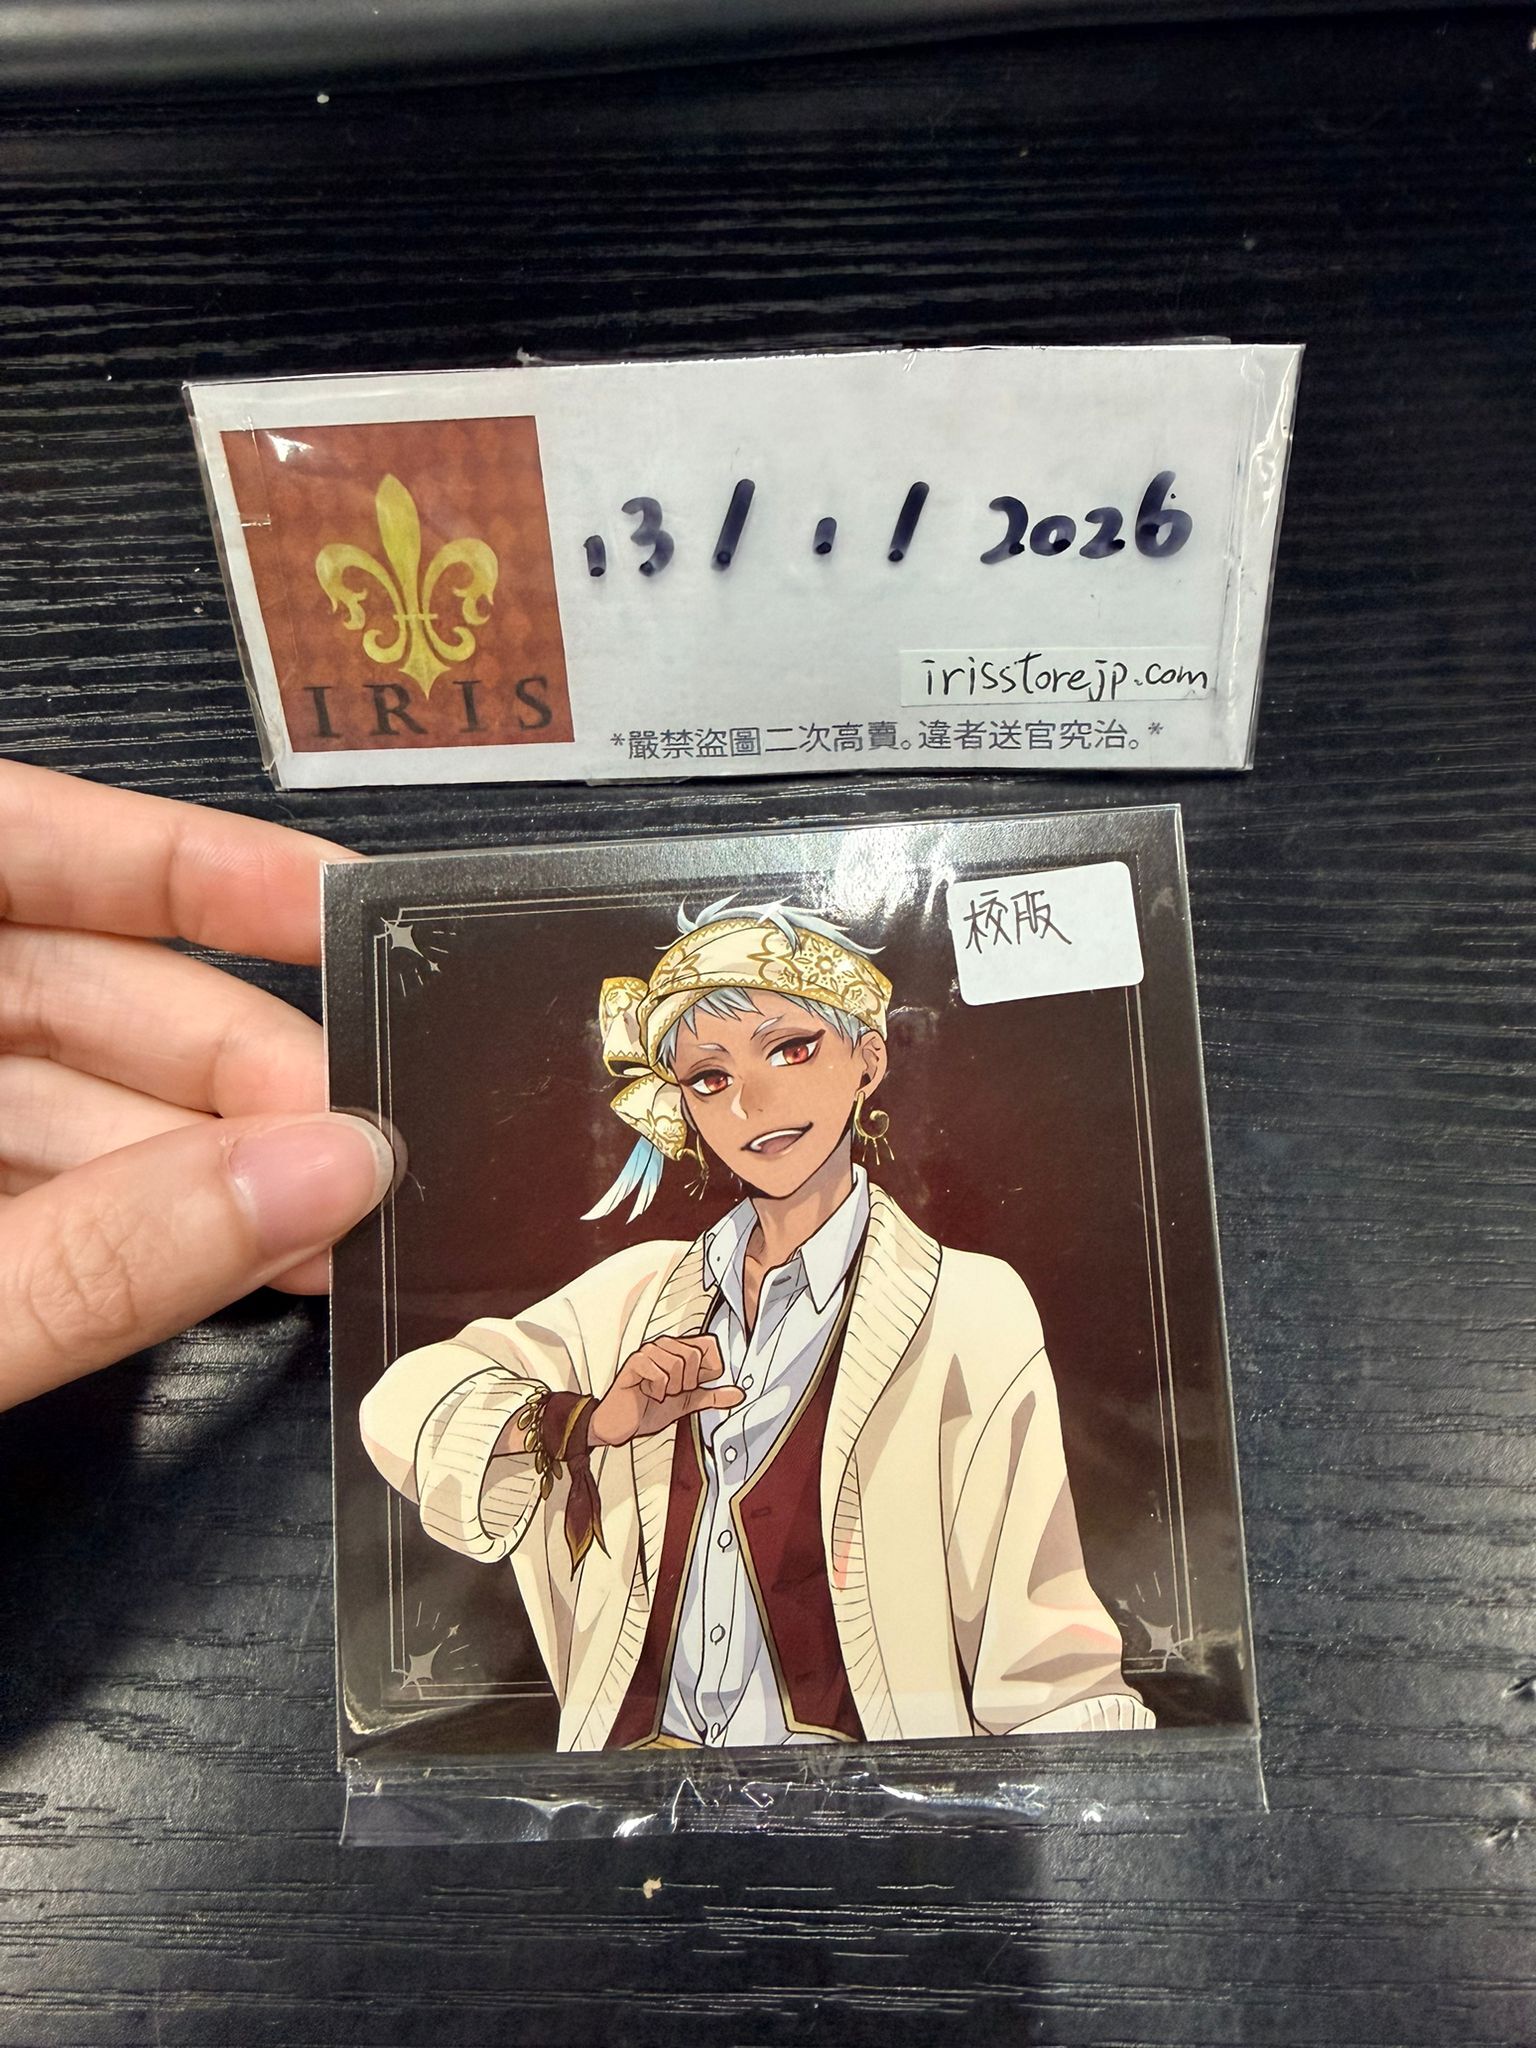 13/1/2026
IRIS
irisstorejp.com
*嚴禁盜圖二次高賣。違者送官究治。*
校服